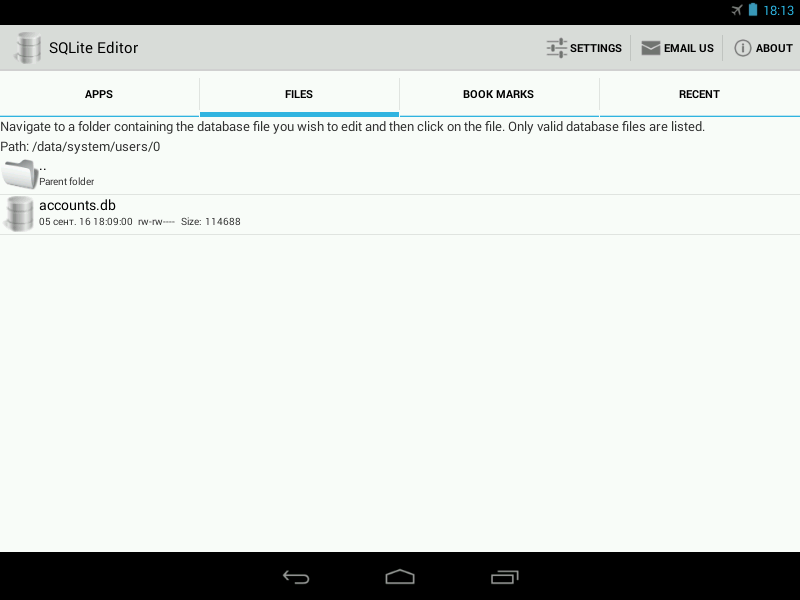 18:13
SQLite Editor
SETTINGS
EMAIL US
ABOUT
APPS
FILES
BOOK MARKS
RECENT
Navigate to a folder containing the database file you wish to edit and then click on the file. Only valid database files are listed.
Path: /data/system/users/0
..
Parent folder
accounts.db
05 сент. 16 18:09:00 rw-rw---- Size: 114688